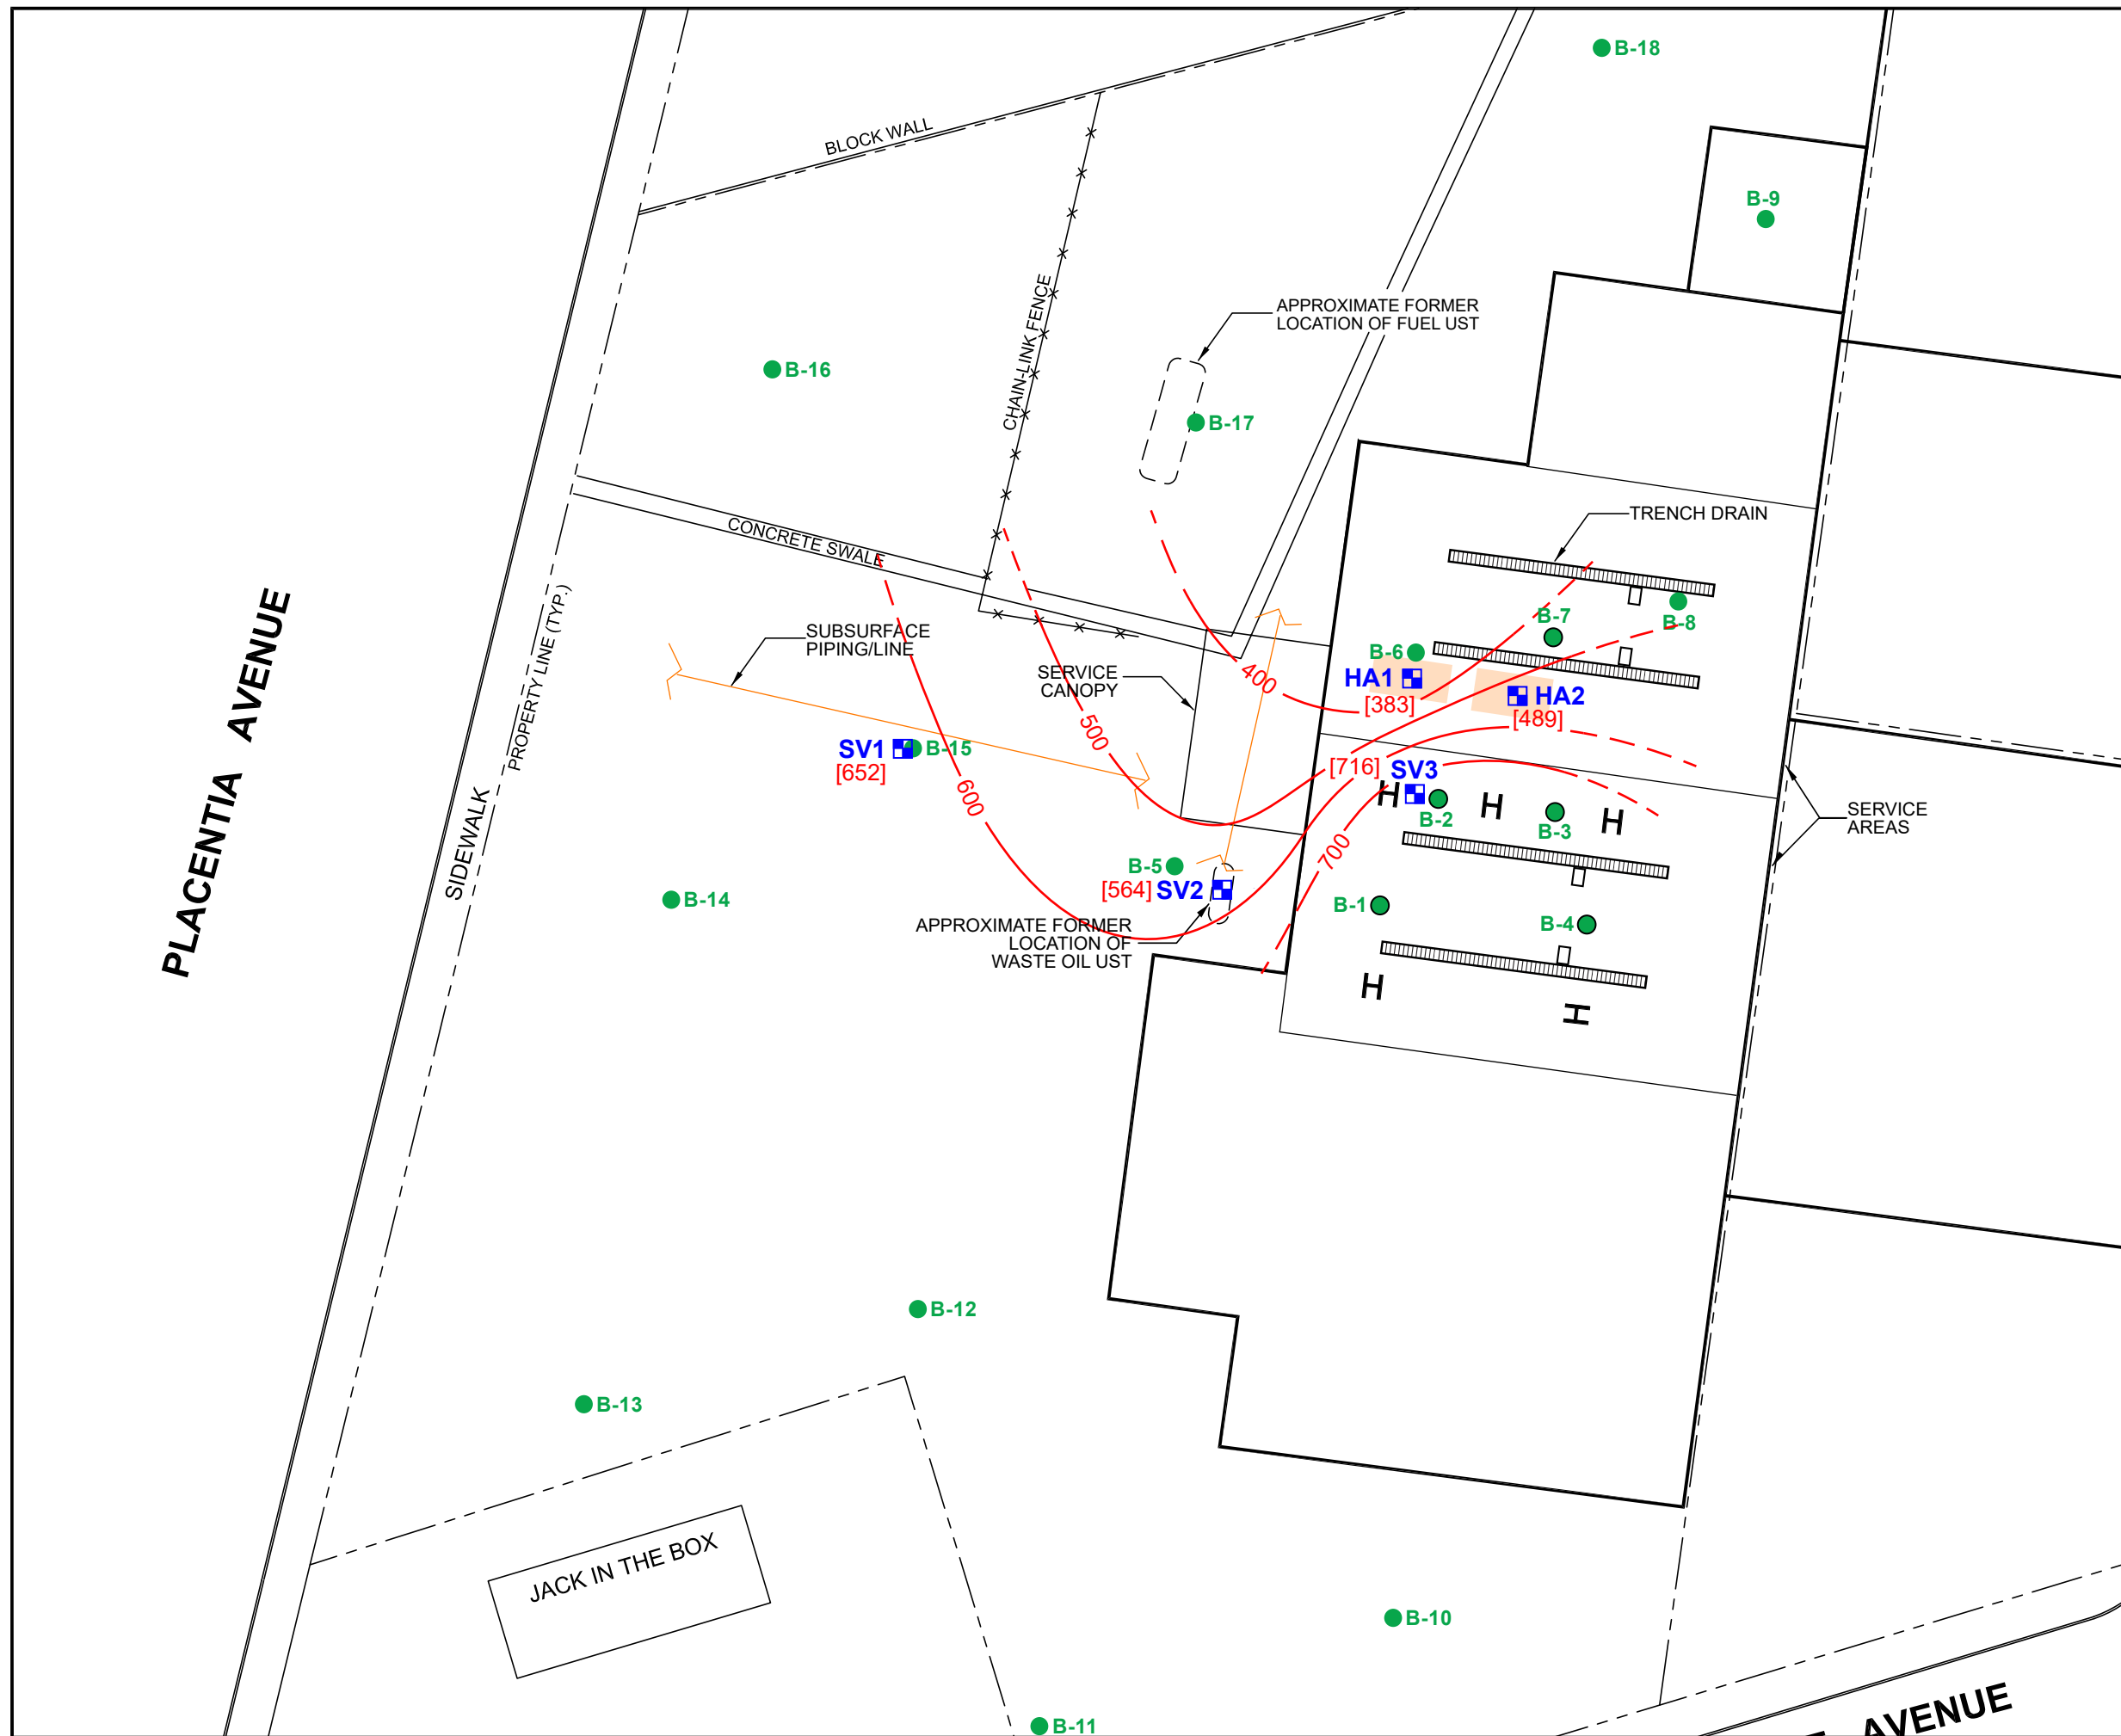 B-18
BLOCK WALL
B-9
CHAIN-LINK FENCE
APPROXIMATE FORMER
LOCATION OF FUEL UST
B-16
B-17
TRENCH DRAIN
CONCRETE SWALE
PLACENTIA AVENUE
PROPERTY LINE (TYP.)
SIDEWALK
SUBSURFACE
PIPING/LINE
SERVICE
CANOPY
400
500
600
700
B-7
B-8
B-6
HA1
[383]
HA2
[489]
SV1
B-15
[652]
[716]
SV3
B-2
B-3
SERVICE
AREAS
B-5
[564] SV2
B-14
B-1
B-4
APPROXIMATE FORMER
LOCATION OF
WASTE OIL UST
B-12
B-13
JACK IN THE BOX
B-10
B-11
AVENUE